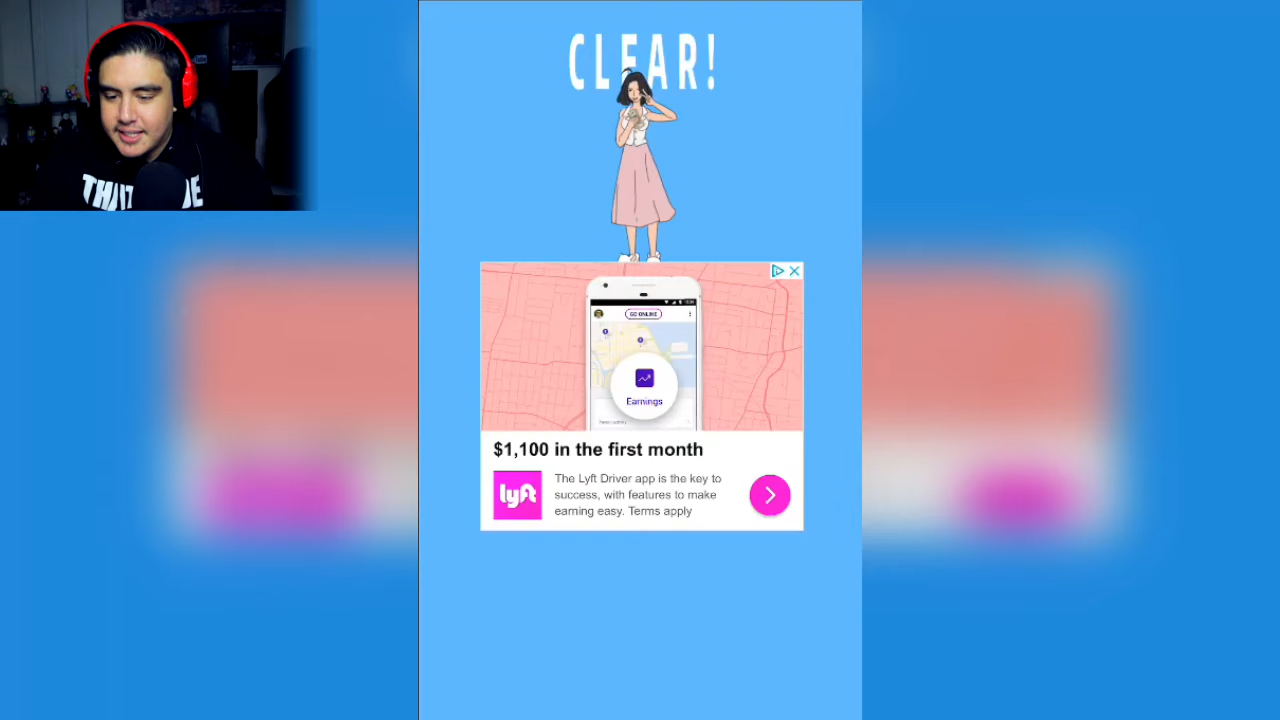 CLEAR!
GO ONLINE
Earnings
$1,100 in the first month
lyft
The Lyft Driver app is the key to
success, with features to make
earning easy. Terms apply